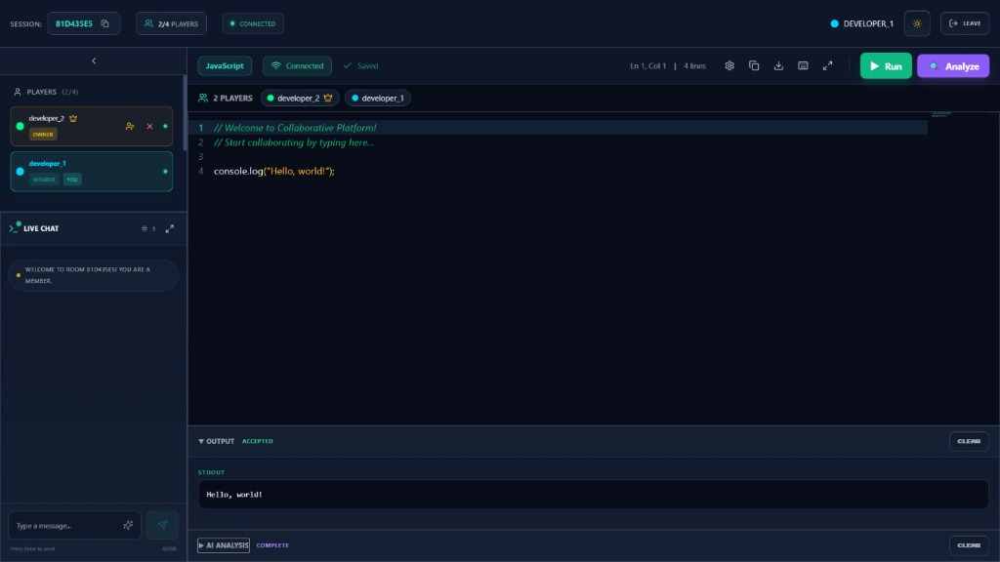 SESSION: 81D435E5 2/4 PLAYERS CONNECTED DEVELOPER_1 LEAVE
PLAYERS (2/4)
developer_2
OWNER
developer_1
MEMBER YOU
LIVE CHAT # 1
WELCOME TO ROOM 81D435E5! YOU ARE A
MEMBER.
Type a message...
Press Enter to send 0/200
JavaScript Connected Saved Ln 1, Col 1 | 4 lines Run Analyze
2 PLAYERS developer_2 developer_1
1 // Welcome to Collaborative Platform!
2 // Start collaborating by typing here...
3
4 console.log("Hello, world!");
OUTPUT ACCEPTED CLEAR
STDOUT
Hello, world!
AI ANALYSIS COMPLETE CLEAR